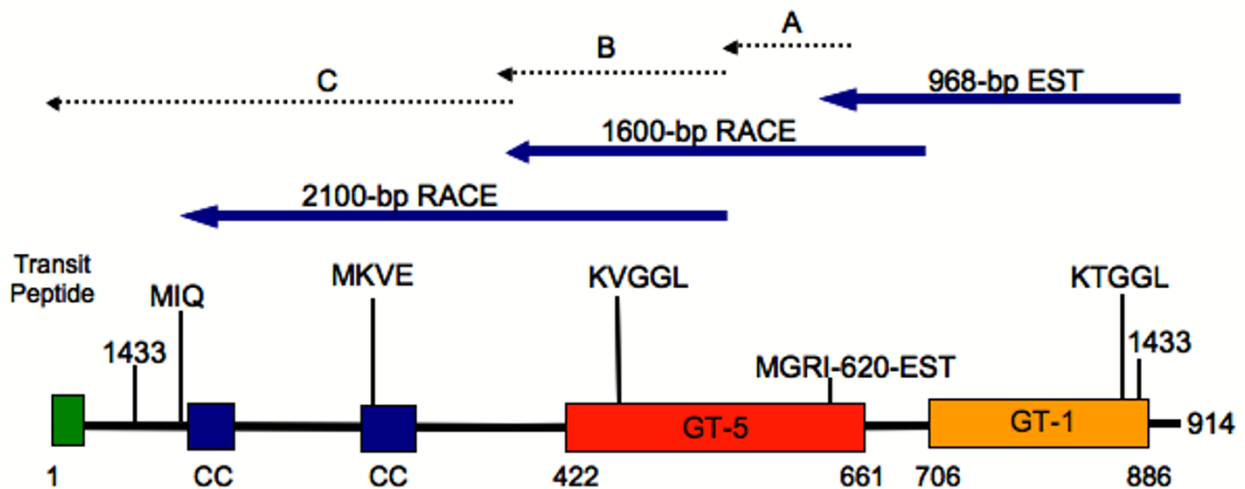 A
B
C
968-bp EST
1600-bp RACE
2100-bp RACE
Transit
Peptide
MIQ
MKVE
KVGGL
KTGGL
1433
1433
MGRI-620-EST
GT-5
GT-1
914
1
CC
CC
422
661
706
886